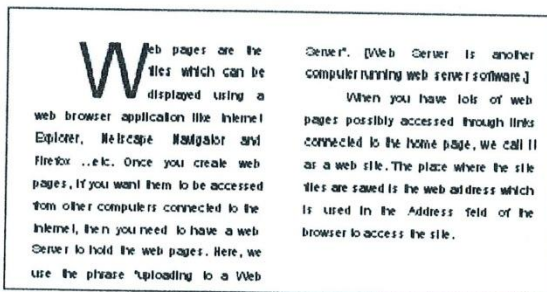 Web pages are the
files which can be
displayed using a
web browser application like Internet
Explorer, Netscape Navigator and
Firefox ..etc. Once you create web
pages, if you want them to be accessed
from other computers connected to the
Internet, then you need to have a web
Server to hold the web pages. Here, we
use the phrase "uploading to a Web
Server". [Web Server is another
computer running web server software.]
When you have lots of web
pages possibly accessed through links
connected to the home page, we call it
as a web site. The place where the site
files are saved is the web address which
is used in the Address field of the
browser to access the site.